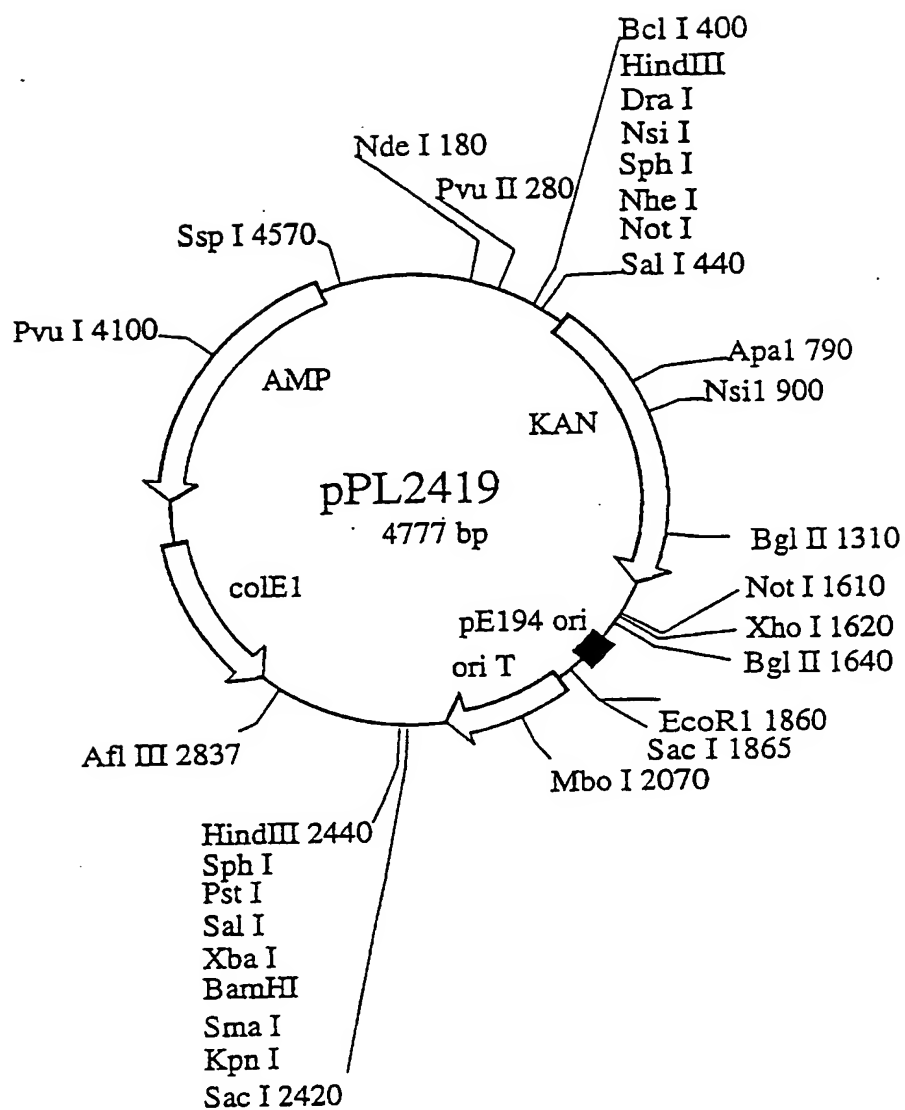 Bcl I 400
HindIII
Dra I
Nsi I
Sph I
Nhe I
Not I
Sal I 440
Nde I 180
Pvu II 280
Ssp I 4570
Pvu I 4100
Apa1 790
Nsi1 900
AMP
KAN
pPL2419
4777 bp
Bgl II 1310
colE1
Not I 1610
pE194 ori
Xho I 1620
ori T
Bgl II 1640
EcoR1 1860
Sac I 1865
Afl III 2837
Mbo I 2070
HindIII 2440
Sph I
Pst I
Sal I
Xba I
BamHI
Sma I
Kpn I
Sac I 2420